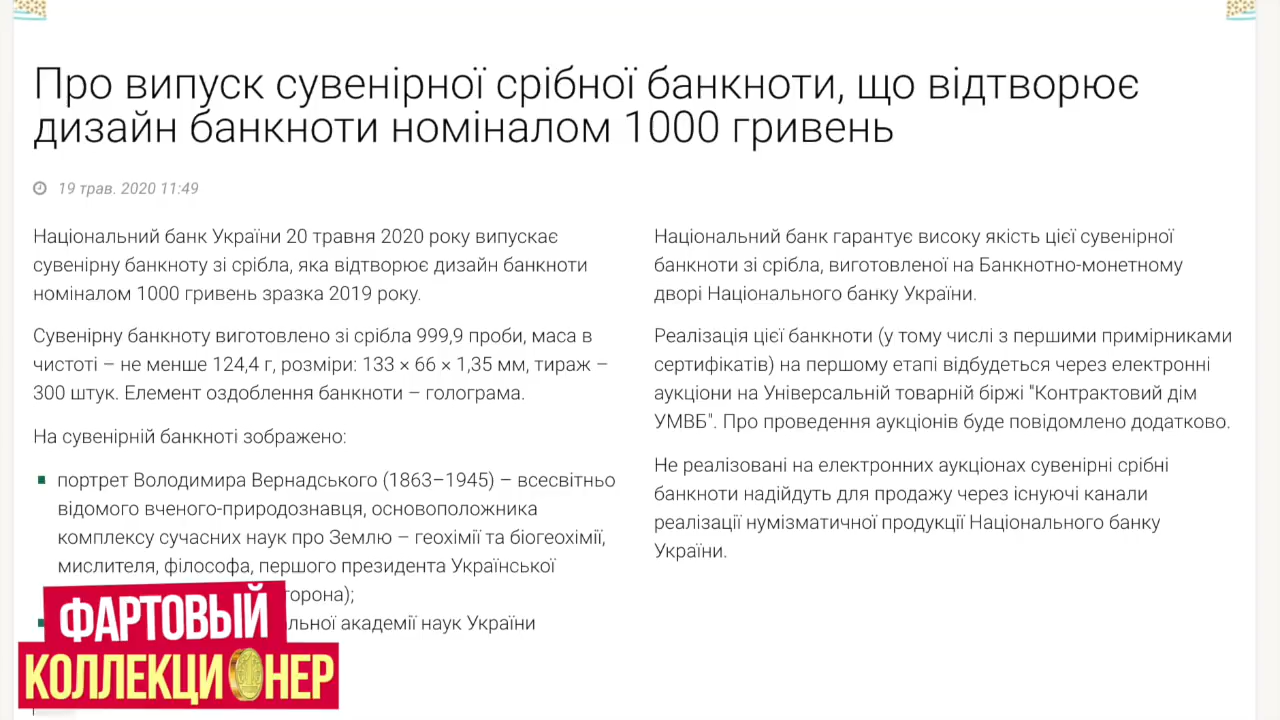 Про випуск сувенірної срібної банкноти, що відтворює
дизайн банкноти номіналом 1000 гривень
19 трав. 2020 11:49
Національний банк України 20 травня 2020 року випускає
сувенірну банкноту зі срібла, яка відтворює дизайн банкноти
номіналом 1000 гривень зразка 2019 року.
Сувенірну банкноту виготовлено зі срібла 999,9 проби, маса в
чистоті – не менше 124,4 г, розміри: 133 × 66 × 1,35 мм, тираж –
300 штук. Елемент оздоблення банкноти – голограма.
На сувенірній банкноті зображено:
портрет Володимира Вернадського (1863–1945) – всесвітньо
відомого вченого-природознавця, основоположника
комплексу сучасних наук про Землю – геохімії та біогеохімії,
мислителя, філософа, першого президента Української
торона);
льної академії наук України
Національний банк гарантує високу якість цієї сувенірної
банкноти зі срібла, виготовленої на Банкнотно-монетному
дворі Національного банку України.
Реалізація цієї банкноти (у тому числі з першими примірниками
сертифікатів) на першому етапі відбудеться через електронні
аукціони на Універсальній товарній біржі "Контрактовий дім
УМВБ". Про проведення аукціонів буде повідомлено додатково.
Не реалізовані на електронних аукціонах сувенірні срібні
банкноти надійдуть для продажу через існуючі канали
реалізації нумізматичної продукції Національного банку
України.
ФАРТОВЫЙ
КОЛЛЕКЦИОНЕР